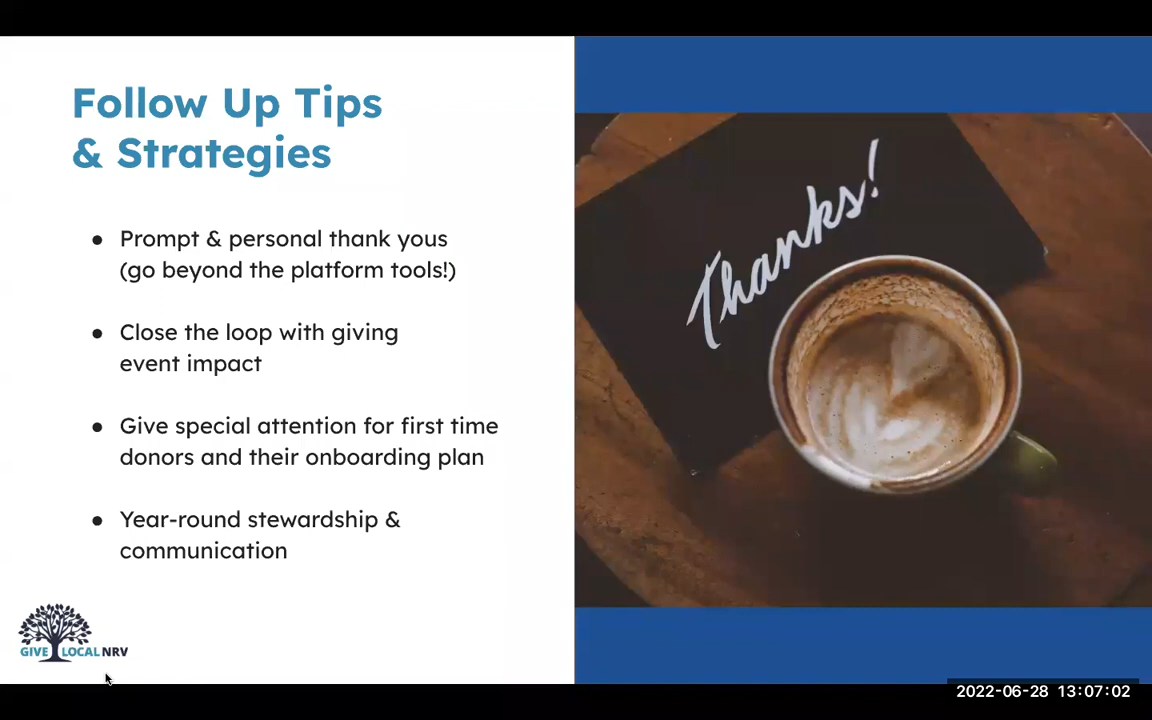 Follow Up Tips
& Strategies
● Prompt & personal thank yous
(go beyond the platform tools!)
● Close the loop with giving
event impact
● Give special attention for first time
donors and their onboarding plan
● Year-round stewardship &
communication
GIVE LOCAL NRV
Thanks!
2022-06-28 13:07:02